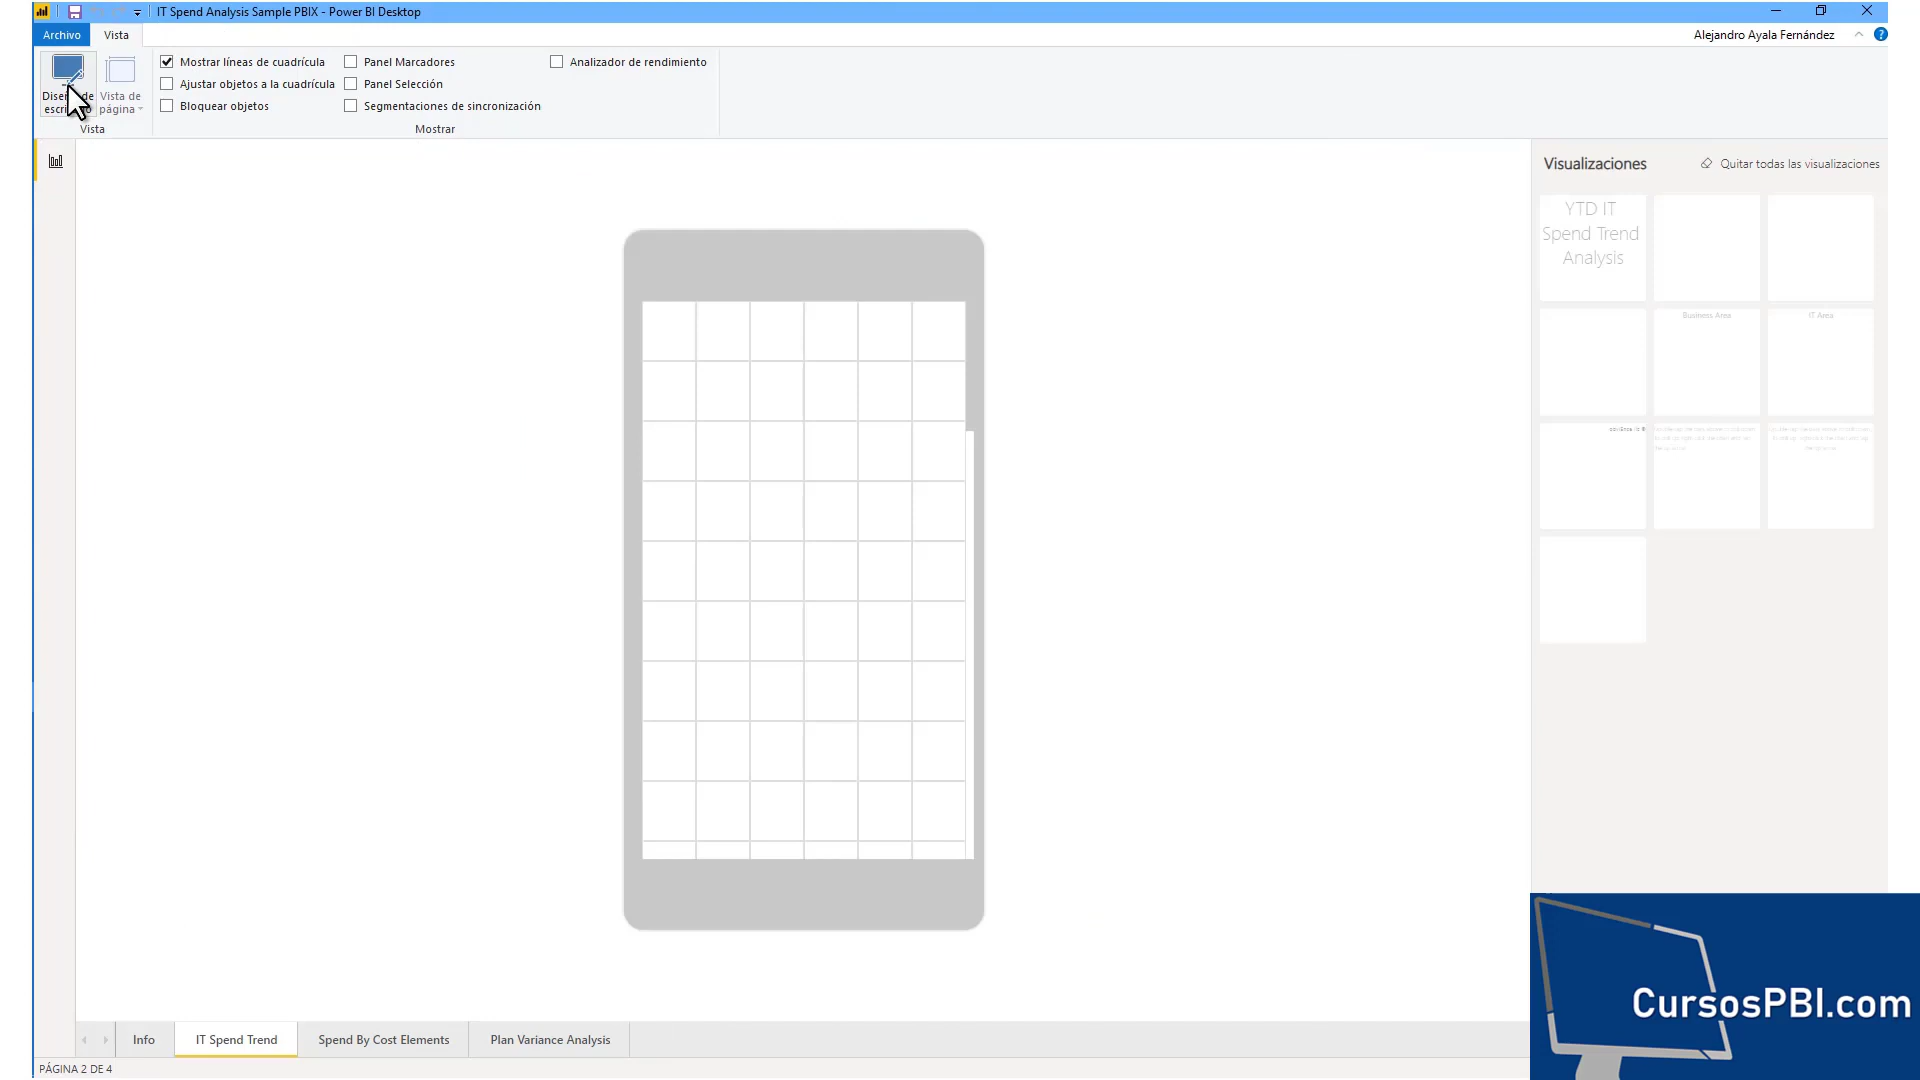 IT Spend Analysis Sample PBIX - Power BI Desktop
Archivo
Vista
Alejandro Ayala Fernández
Vista de
página
Mostrar líneas de cuadrícula
Ajustar objetos a la cuadrícula
Bloquear objetos
Panel Marcadores
Panel Selección
Segmentaciones de sincronización
Analizador de rendimiento
Vista
Mostrar
Visualizaciones
Quitar todas las visualizaciones
YTD IT
Spend Trend
Analysis
Business Area
IT Area
CursosPBI.com
Info
IT Spend Trend
Spend By Cost Elements
Plan Variance Analysis
PÁGINA 2 DE 4